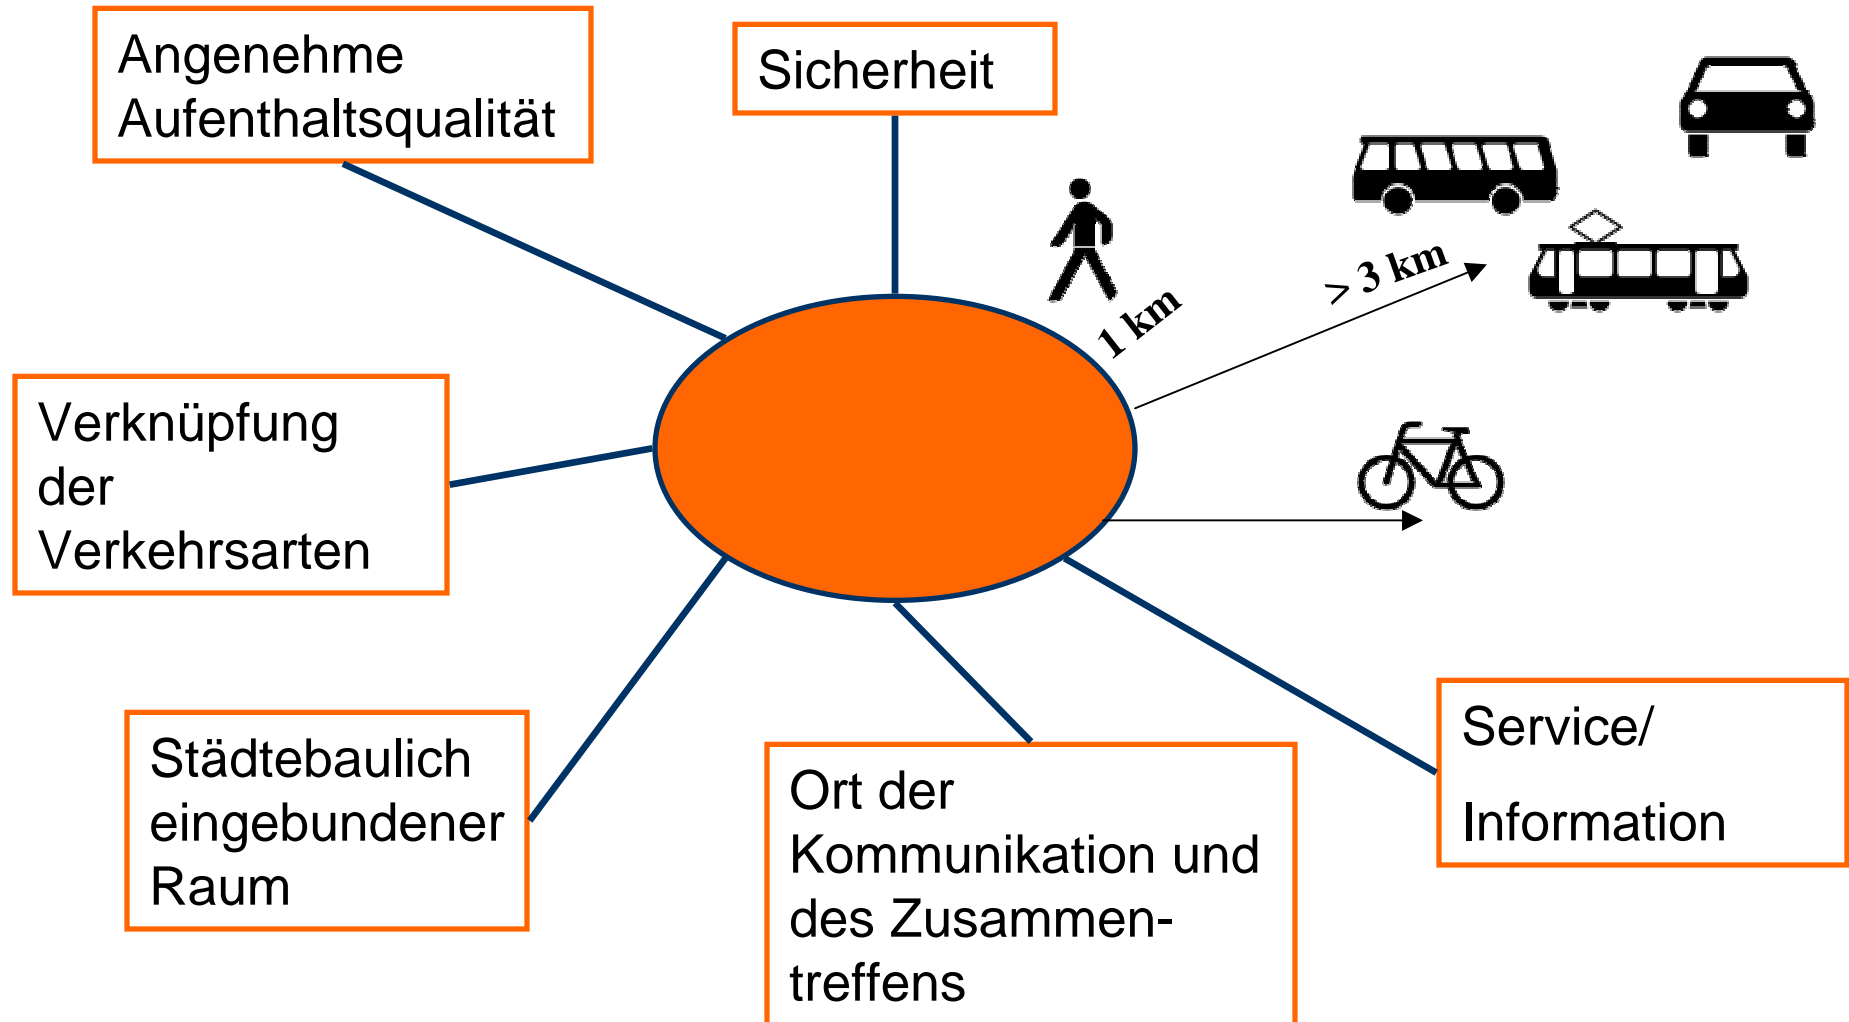 Angenehme
Aufenthaltsqualität
Sicherheit
1 km
> 3 km
Verknüpfung
der
Verkehrsarten
Städtebaulich
eingebundener
Raum
Ort der
Kommunikation und
des Zusammen-
treffens
Service/
Information